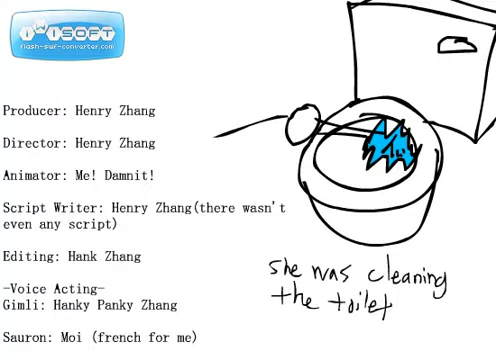 iWiSOFT
flash-swf-converter.com
Producer: Henry Zhang
Director: Henry Zhang
Animator: Me! Damnit!
Script Writer: Henry Zhang(there wasn't
even any script)
Editing: Hank Zhang
-Voice Acting-
Gimli: Hanky Panky Zhang
Sauron: Moi (french for me)
she was cleaning
the toilet